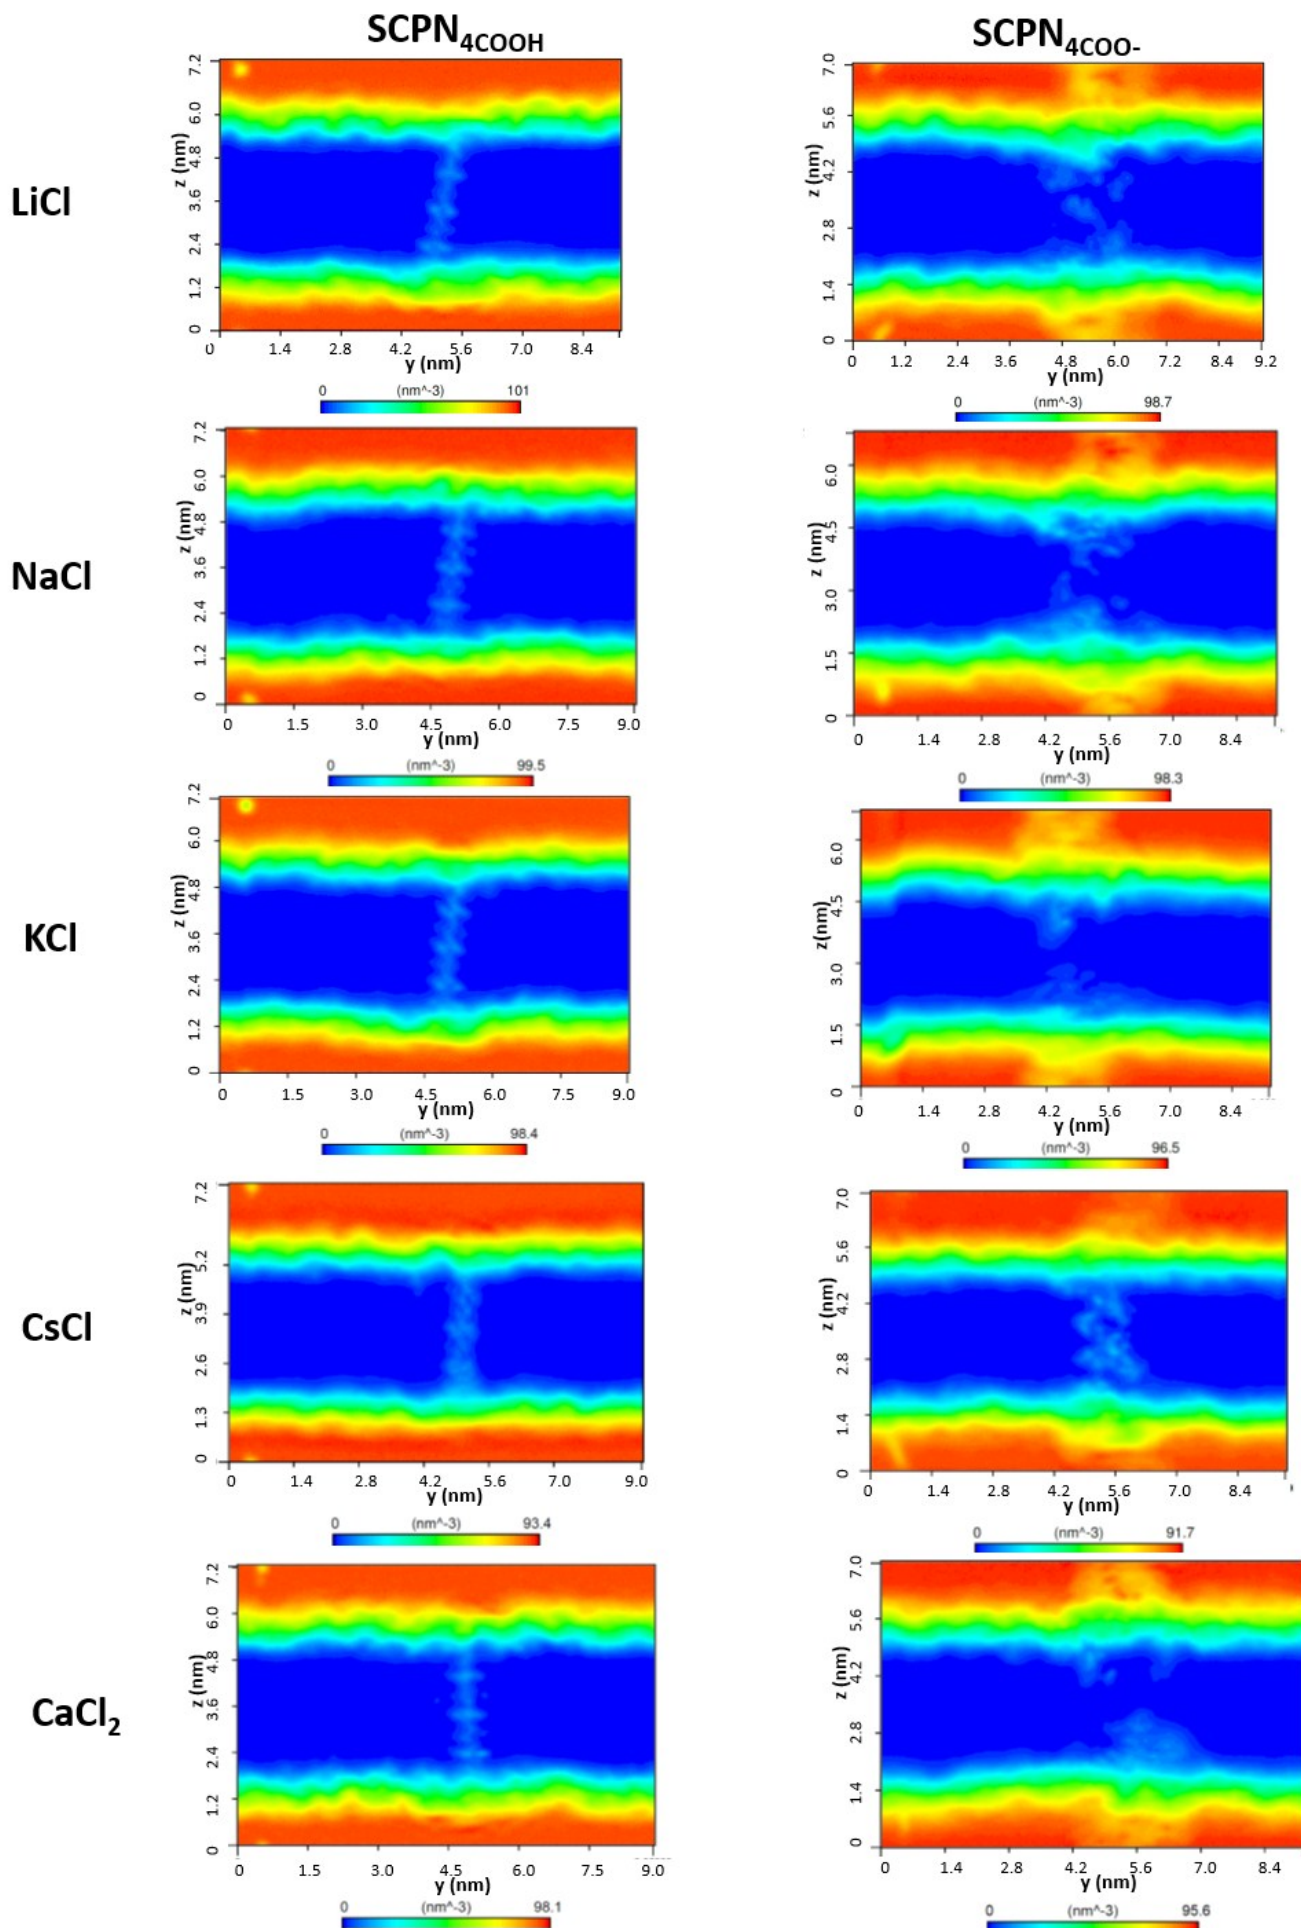 SCPN4COOH
SCPN4COO-
LiCl
z (nm)
7.2
6.0
4.8
3.6
2.4
1.2
0
0 1.4 2.8 4.2 5.6 7.0 8.4
y (nm)
0 (nm^-3) 101
z (nm)
7.0
5.6
4.2
2.8
1.4
0
0 1.2 2.4 3.6 4.8 6.0 7.2 8.4 9.2
y (nm)
0 (nm^-3) 98.7
NaCl
z (nm)
7.2
6.0
4.8
3.6
2.4
1.2
0
0 1.5 3.0 4.5 6.0 7.5 9.0
y (nm)
0 (nm^-3) 99.5
z (nm)
6.0
4.5
3.0
1.5
0
0 1.4 2.8 4.2 5.6 7.0 8.4
y (nm)
0 (nm^-3) 98.3
KCl
z (nm)
7.2
6.0
4.8
3.6
2.4
1.2
0
0 1.5 3.0 4.5 6.0 7.5 9.0
y (nm)
0 (nm^-3) 98.4
z(nm)
6.0
4.5
3.0
1.5
0
0 1.4 2.8 4.2 5.6 7.0 8.4
y (nm)
0 (nm^-3) 96.5
CsCl
z (nm)
7.2
5.2
3.9
2.6
1.3
0
0 1.4 2.8 4.2 5.6 7.0 9.0
y (nm)
0 (nm^-3) 93.4
z (nm)
7.0
5.6
4.2
2.8
1.4
0
0 1.4 2.8 4.2 5.6 7.0 8.4
y (nm)
0 (nm^-3) 91.7
CaCl2
z (nm)
7.2
6.0
4.8
3.6
2.4
1.2
0
0 1.5 3.0 4.5 6.0 7.5 9.0
y (nm)
0 (nm^-3) 98.1
z (nm)
7.0
5.6
4.2
2.8
1.4
0
0 1.4 2.8 4.2 5.6 7.0 8.4
y (nm)
0 (nm^-3) 95.6